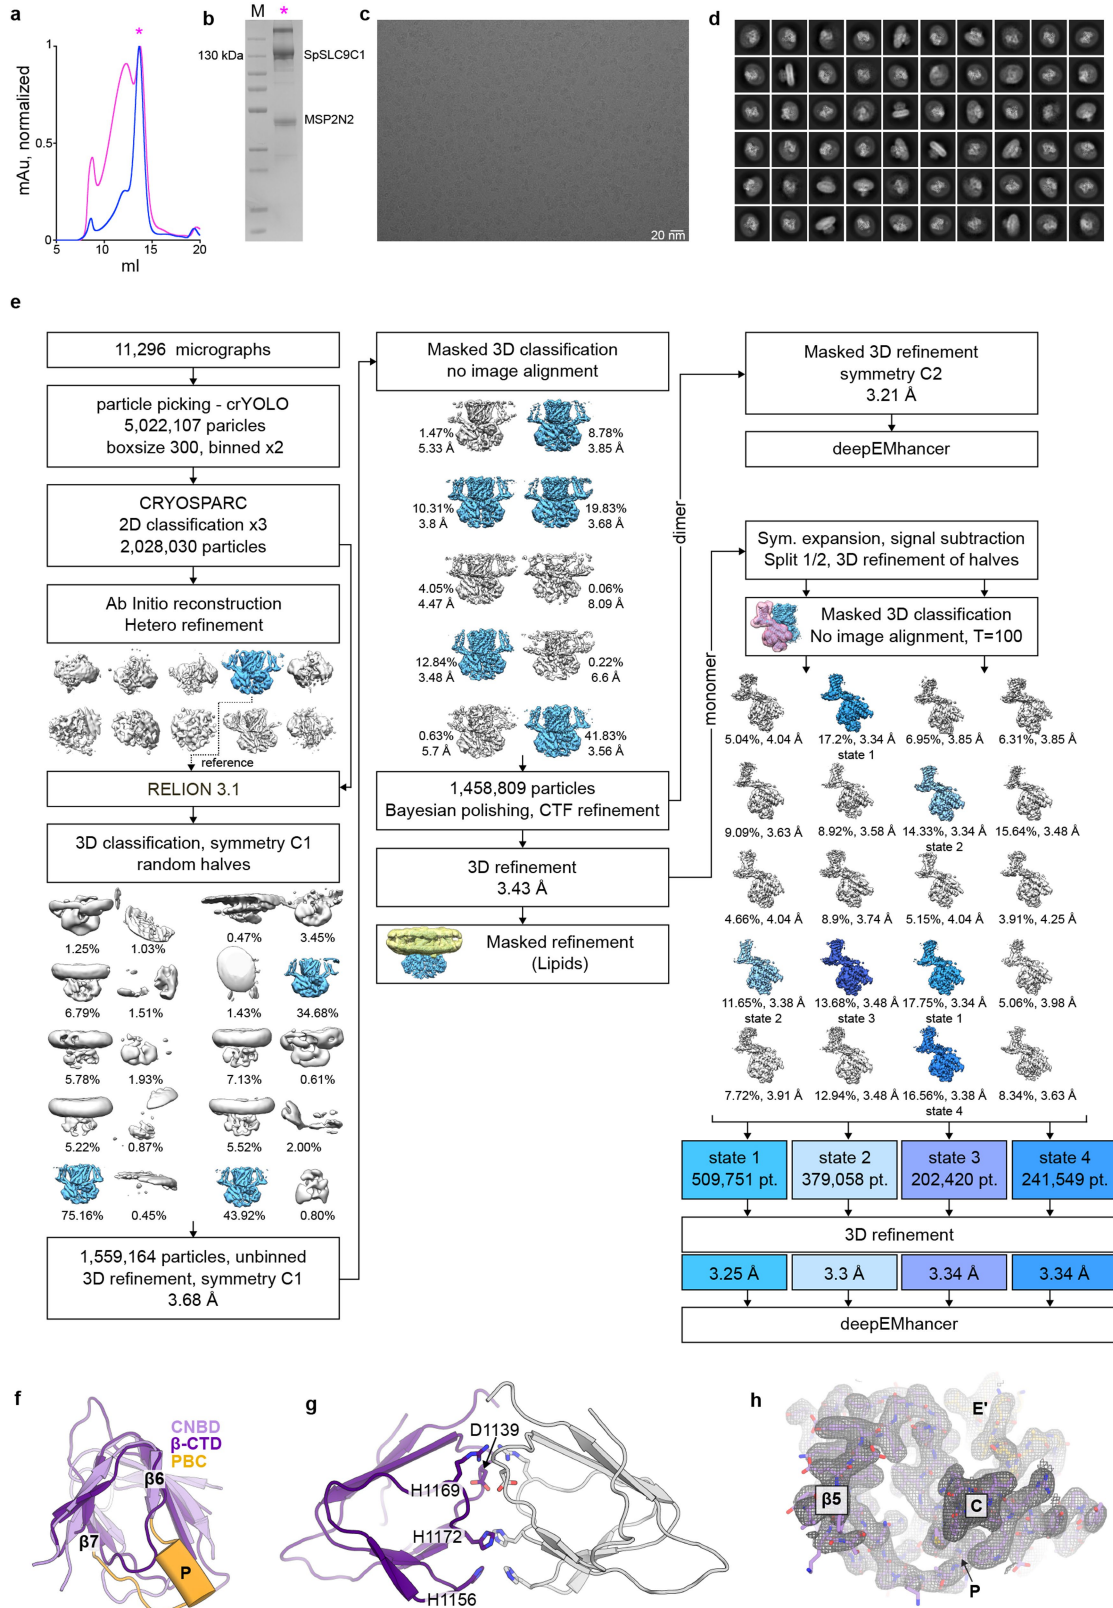 a
*
mAu, normalized
1
0.5
0
5
10
15
20
ml
b
M
*
130 kDa
SpSLC9C1
MSP2N2
c
20 nm
d
e
11,296 micrographs
particle picking - crYOLO
5,022,107 paricles
boxsize 300, binned x2
CRYOSPARC
2D classification x3
2,028,030 particles
Ab Initio reconstruction
Hetero refinement
reference
RELION 3.1
3D classification, symmetry C1
random halves
1.25%
1.03%
0.47%
3.45%
6.79%
1.51%
1.43%
34.68%
5.78%
1.93%
7.13%
0.61%
5.22%
0.87%
5.52%
2.00%
75.16%
0.45%
43.92%
0.80%
1,559,164 particles, unbinned
3D refinement, symmetry C1
3.68 Å
Masked 3D classification
no image alignment
1.47%
5.33 Å
8.78%
3.85 Å
10.31%
3.8 Å
19.83%
3.68 Å
4.05%
4.47 Å
0.06%
8.09 Å
12.84%
3.48 Å
0.22%
6.6 Å
0.63%
5.7 Å
41.83%
3.56 Å
1,458,809 particles
Bayesian polishing, CTF refinement
3D refinement
3.43 Å
Masked refinement
(Lipids)
dimer
monomer
Masked 3D refinement
symmetry C2
3.21 Å
deepEMhancer
Sym. expansion, signal subtraction
Split 1/2, 3D refinement of halves
Masked 3D classification
No image alignment, T=100
5.04%, 4.04 Å
17.2%, 3.34 Å
6.95%, 3.85 Å
6.31%, 3.85 Å
state 1
9.09%, 3.63 Å
8.92%, 3.58 Å
14.33%, 3.34 Å
15.64%, 3.48 Å
state 2
4.66%, 4.04 Å
8.9%, 3.74 Å
5.15%, 4.04 Å
3.91%, 4.25 Å
11.65%, 3.38 Å
13.68%, 3.48 Å
17.75%, 3.34 Å
5.06%, 3.98 Å
state 2
state 3
state 1
7.72%, 3.91 Å
12.94%, 3.48 Å
16.56%, 3.38 Å
8.34%, 3.63 Å
state 4
state 1
509,751 pt.
state 2
379,058 pt.
state 3
202,420 pt.
state 4
241,549 pt.
3D refinement
3.25 Å
3.3 Å
3.34 Å
3.34 Å
deepEMhancer
f
CNBD
β-CTD
PBC
β6
β7
P
g
D1139
H1169
H1172
H1156
h
E'
β5
C
P